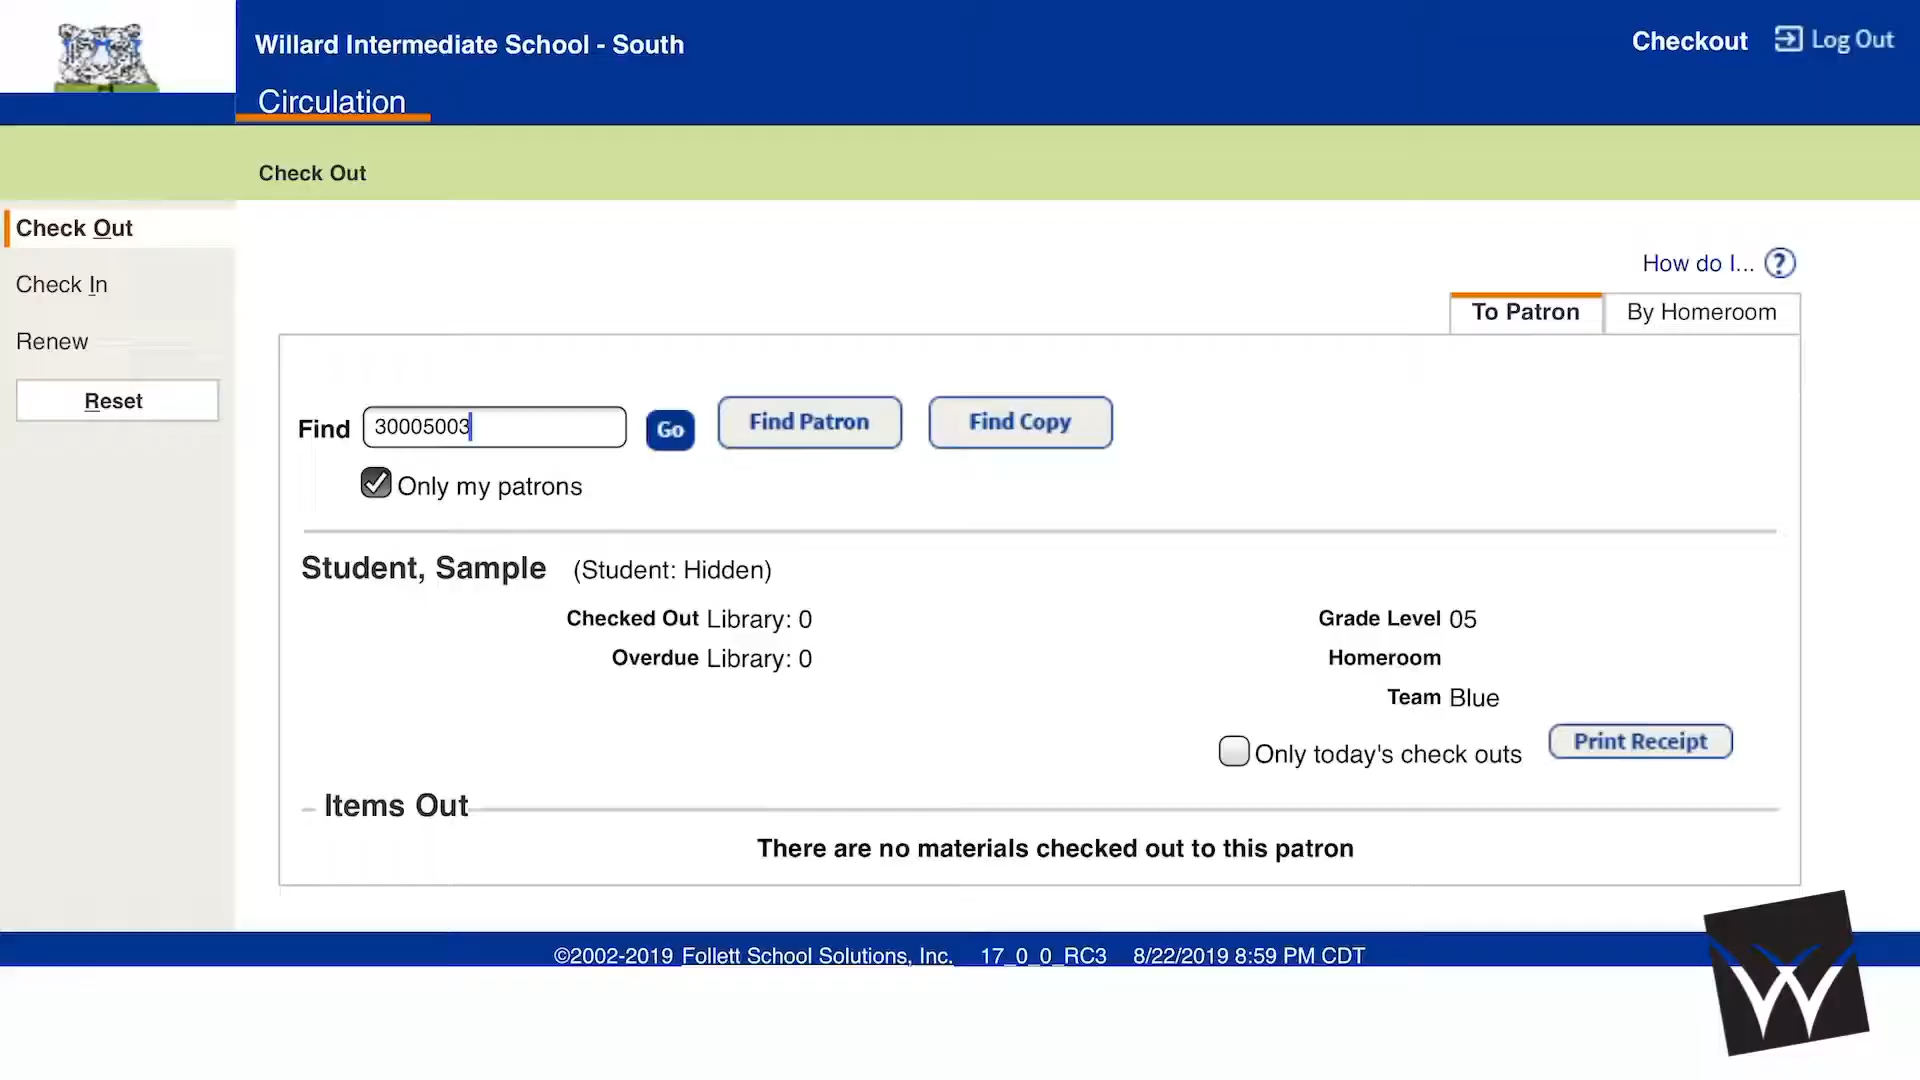 Willard Intermediate School - South
Checkout
Log Out
Circulation
Check Out
Check Out
Check In
Renew
Reset
How do I... ?
To Patron
By Homeroom
Find 30005003 Go Find Patron Find Copy
Only my patrons
Student, Sample (Student: Hidden)
Checked Out Library: 0
Grade Level 05
Overdue Library: 0
Homeroom
Team Blue
Only today's check outs
Print Receipt
Items Out
There are no materials checked out to this patron
©2002-2019 Follett School Solutions, Inc. 17_0_0_RC3 8/22/2019 8:59 PM CDT
W